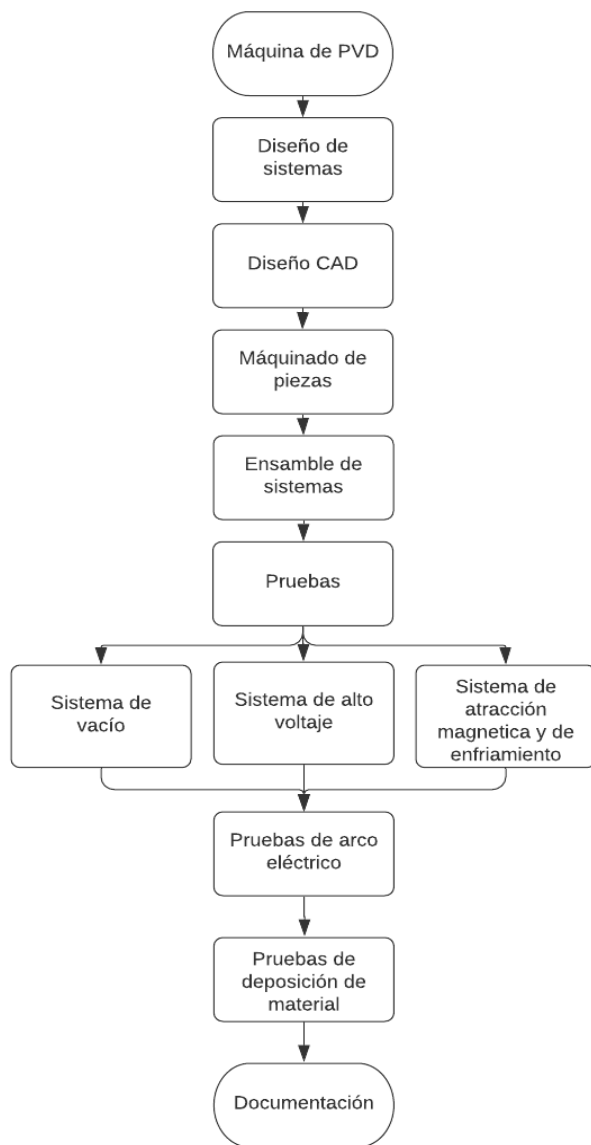 Máquina de PVD
Diseño de
sistemas
Diseño CAD
Máquinado de
piezas
Ensamble de
sistemas
Pruebas
Sistema de
vacío
Sistema de alto
voltaje
Sistema de
atracción
magnetica y de
enfriamiento
Pruebas de arco
eléctrico
Pruebas de
deposición de
material
Documentación